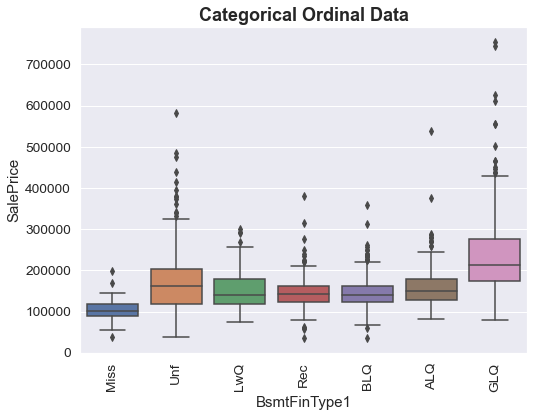 Categorical Ordinal Data
SalePrice
700000
600000
500000
400000
300000
200000
100000
0
Miss
Unf
LwQ
Rec
BLQ
ALQ
GLQ
BsmtFinType1